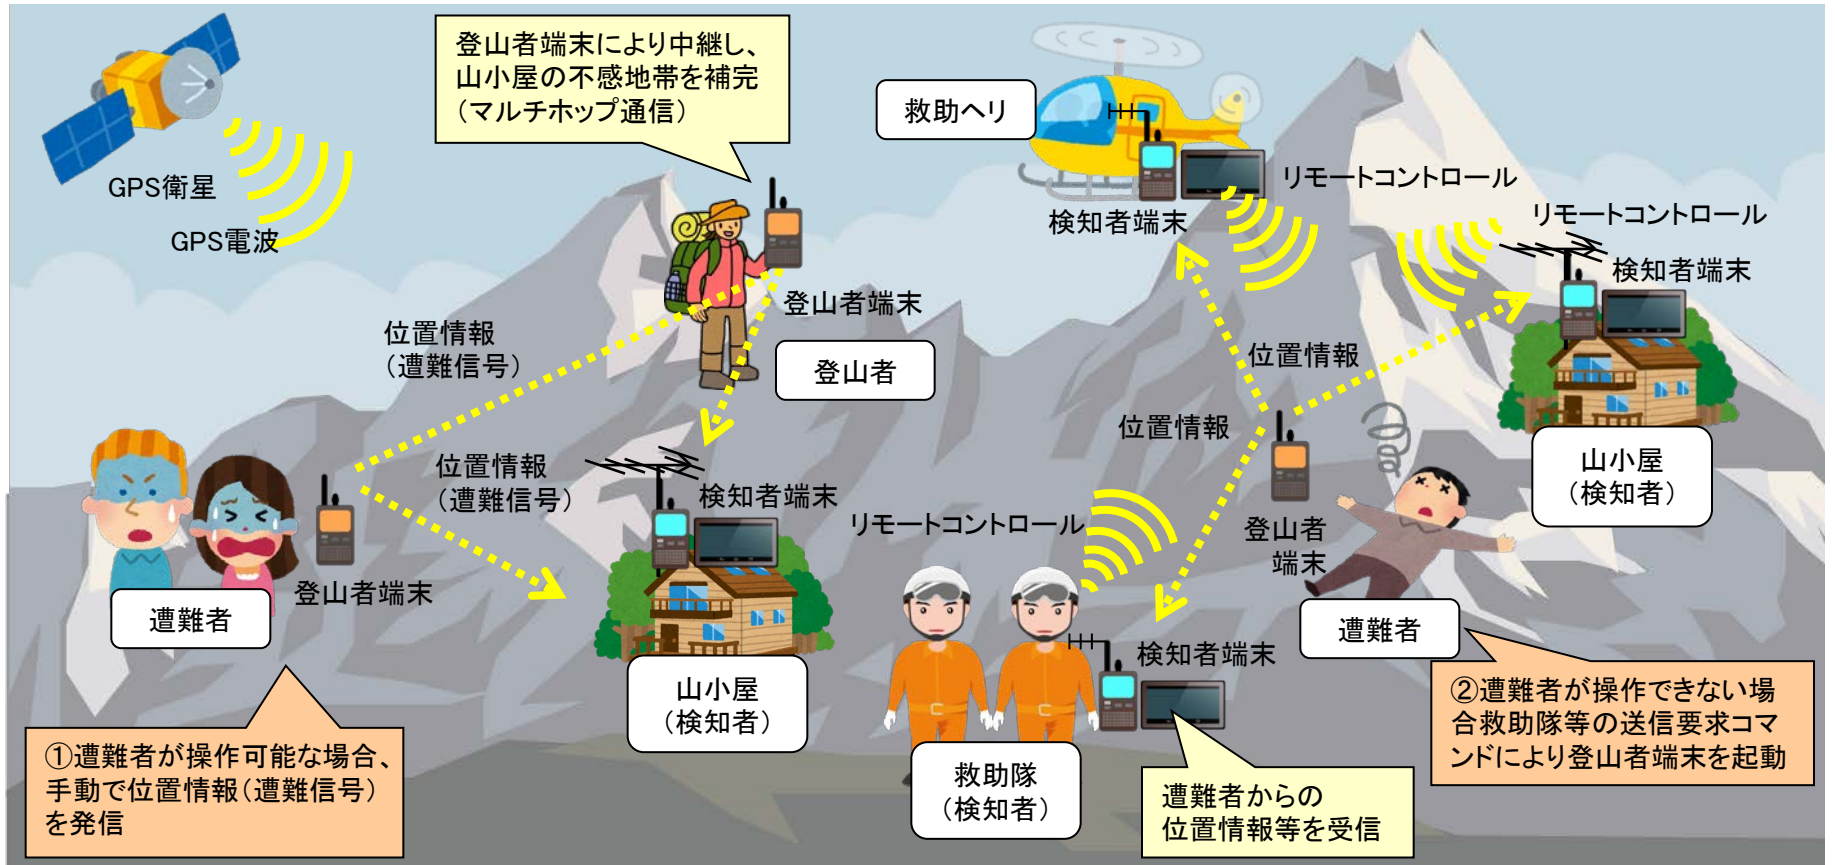 登山者端末により中継し、
山小屋の不感地帯を補完
（マルチホップ通信）
GPS衛星
GPS電波
登山者端末
登山者
位置情報
（遭難信号）
位置情報
（遭難信号）
検知者端末
登山者端末
遭難者
山小屋
（検知者）
①遭難者が操作可能な場合、
手動で位置情報（遭難信号）
を発信
救助ヘリ
検知者端末
リモートコントロール
リモートコントロール
検知者端末
位置情報
位置情報
山小屋
（検知者）
リモートコントロール
登山者
端末
遭難者
検知者端末
救助隊
（検知者）
遭難者からの
位置情報等を受信
②遭難者が操作できない場
合救助隊等の送信要求コマ
ンドにより登山者端末を起動